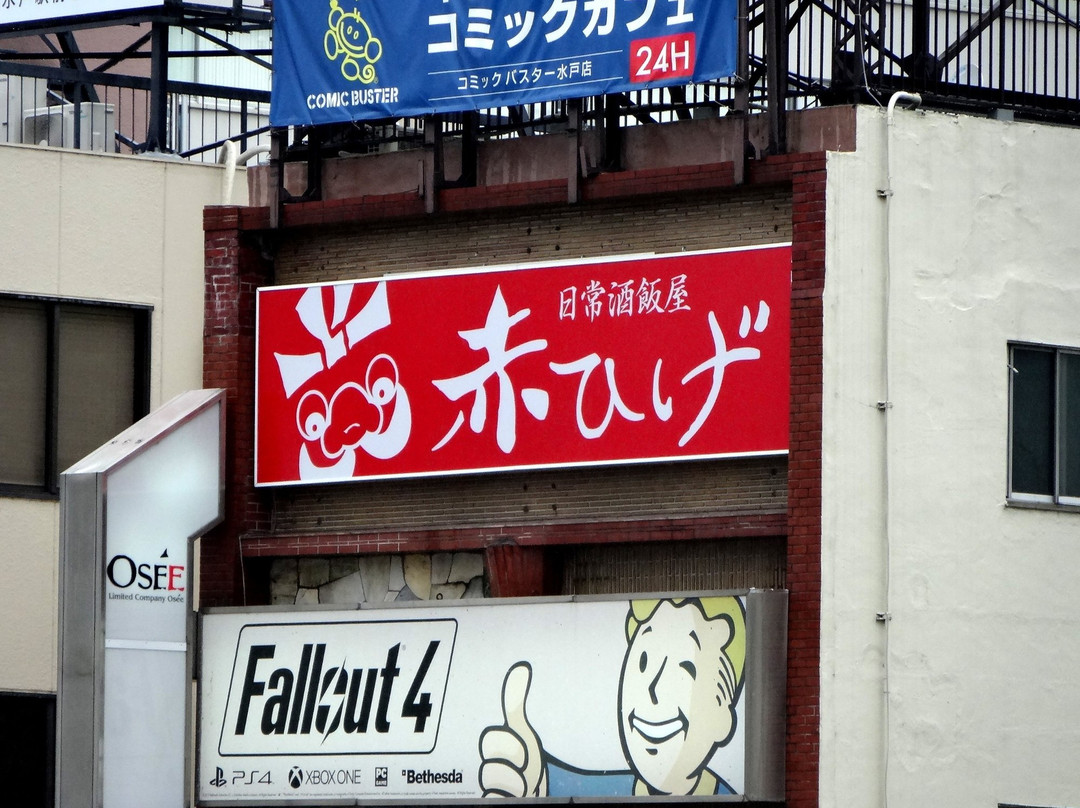 コミックカフェ
コミックバスター水戸店
24H
COMIC BUSTER
日常酒飯屋
赤ひげ
OSÉE
Limited Company Osée
Fallout 4
PS4 XBOX ONE PC Bethesda